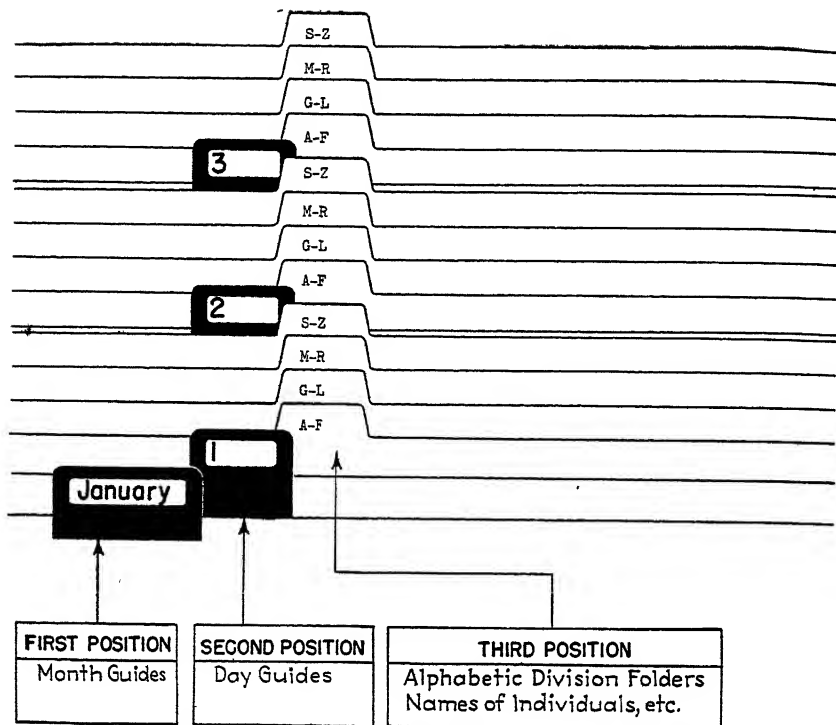 S-Z
M-R
G-L
A-F
3
S-Z
M-R
G-L
A-F
2
S-Z
M-R
G-L
A-F
1
January
FIRST POSITION
Month Guides
SECOND POSITION
Day Guides
THIRD POSITION
Alphabetic Division Folders
Names of Individuals, etc.